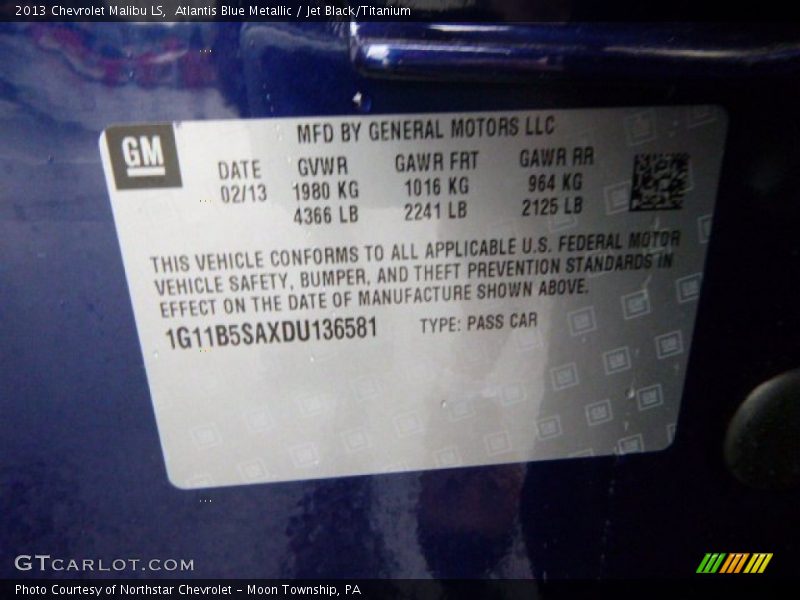 2013 Chevrolet Malibu LS,  Atlantis Blue Metallic / Jet Black/Titanium
GM
MFD BY GENERAL MOTORS LLC
DATE GVWR GAWR FRT GAWR RR
02/13 1980 KG 1016 KG 964 KG
4366 LB 2241 LB 2125 LB
THIS VEHICLE CONFORMS TO ALL APPLICABLE U.S. FEDERAL MOTOR
VEHICLE SAFETY, BUMPER, AND THEFT PREVENTION STANDARDS IN
EFFECT ON THE DATE OF MANUFACTURE SHOWN ABOVE.
1G11B5SAXDU136581 TYPE: PASS CAR
GTCARLOT.COM
Photo Courtesy of Northstar Chevrolet - Moon Township, PA